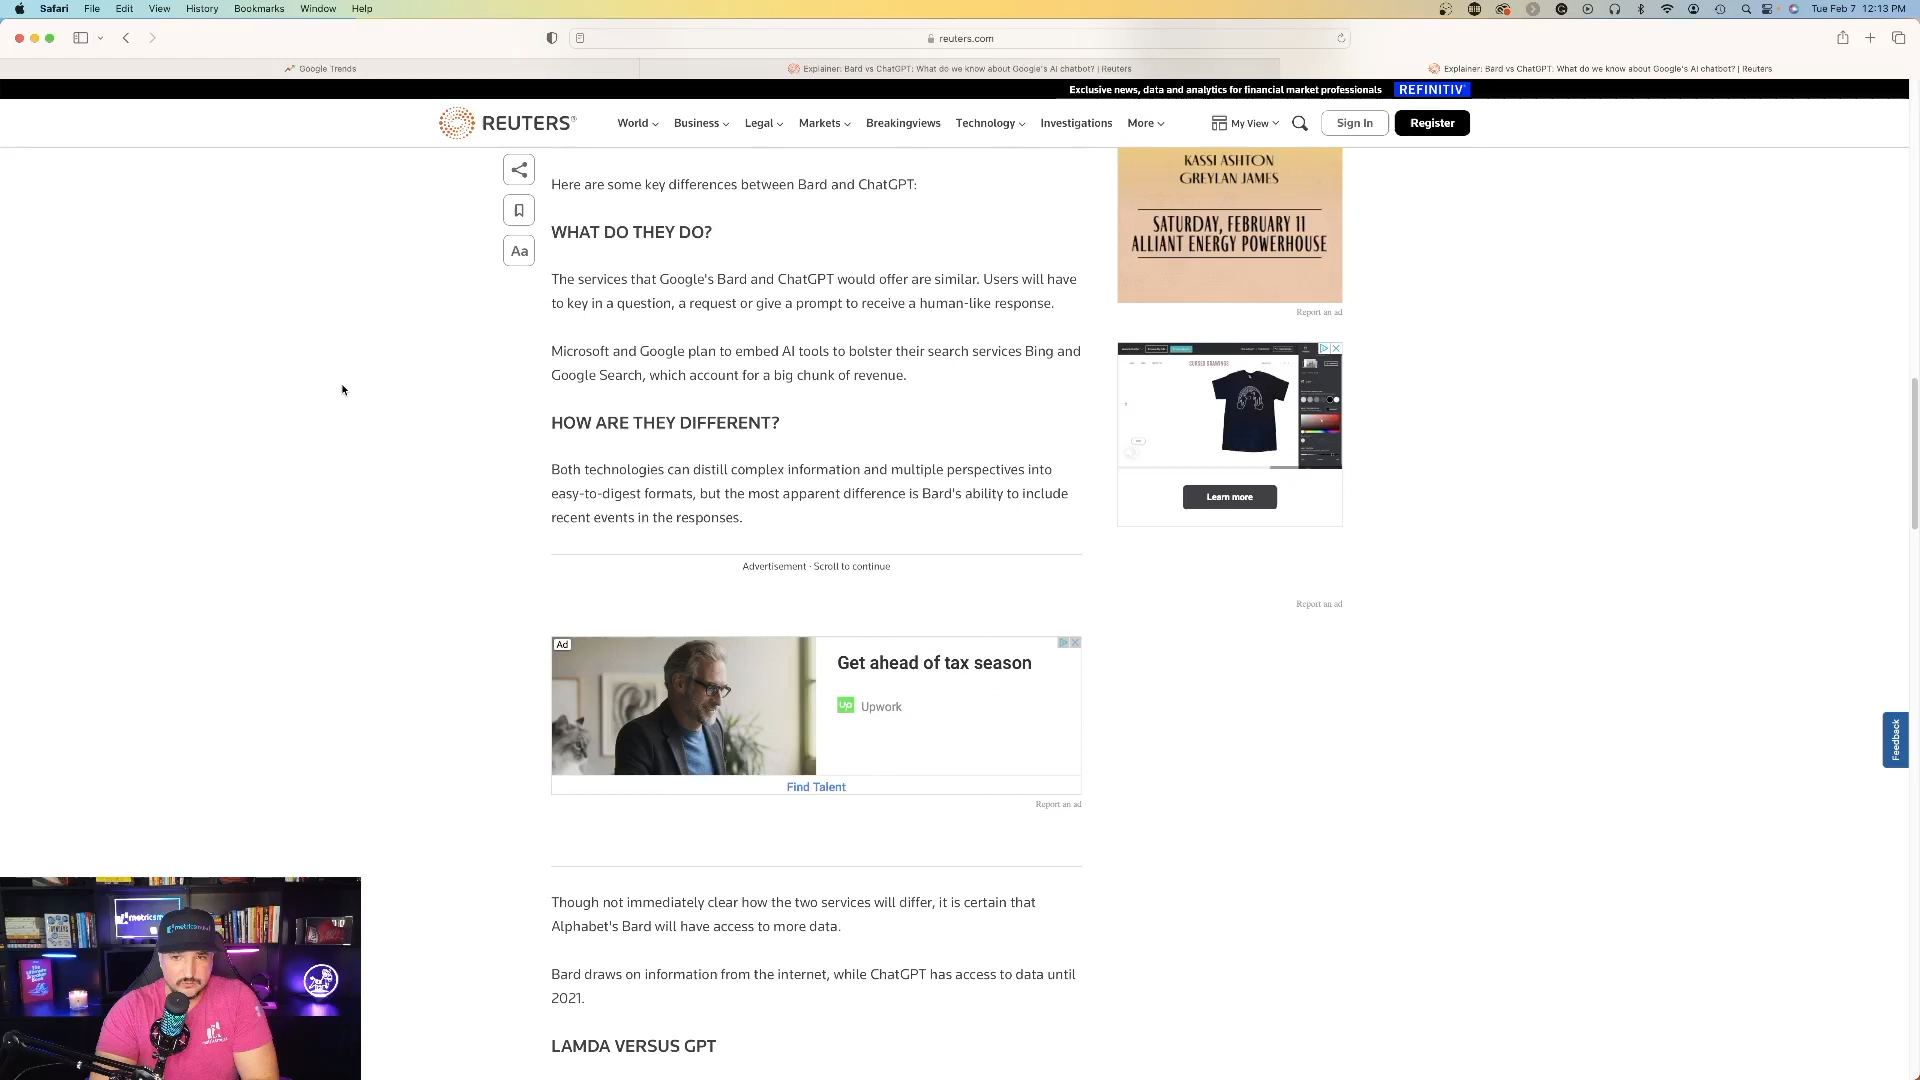 Safari File Edit View History Bookmarks Window Help Tue Feb 7 12:13 PM
reuters.com
Google Trends Explainer: Bard vs ChatGPT: What do we know about Google's AI chatbot? | Reuters Explainer: Bard vs ChatGPT: What do we know about Google's AI chatbot? | Reuters
Exclusive news, data and analytics for financial market professionals REFINITIV
REUTERS® World Business Legal Markets Breakingviews Technology Investigations More My View Sign In Register
KASSI ASHTON
GREYLAN JAMES
SATURDAY, FEBRUARY 11
ALLIANT ENERGY POWERHOUSE
Report an ad
Aa
Here are some key differences between Bard and ChatGPT:
WHAT DO THEY DO?
The services that Google's Bard and ChatGPT would offer are similar. Users will have
to key in a question, a request or give a prompt to receive a human-like response.
Microsoft and Google plan to embed AI tools to bolster their search services Bing and
Google Search, which account for a big chunk of revenue.
HOW ARE THEY DIFFERENT?
Both technologies can distill complex information and multiple perspectives into
easy-to-digest formats, but the most apparent difference is Bard's ability to include
recent events in the responses.
CURSED DRAWINGS
Learn more
Report an ad
Advertisement · Scroll to continue
Ad
Get ahead of tax season
up Upwork
Find Talent
Report an ad
Feedback
Though not immediately clear how the two services will differ, it is certain that
Alphabet's Bard will have access to more data.
Bard draws on information from the internet, while ChatGPT has access to data until
2021.
LAMDA VERSUS GPT